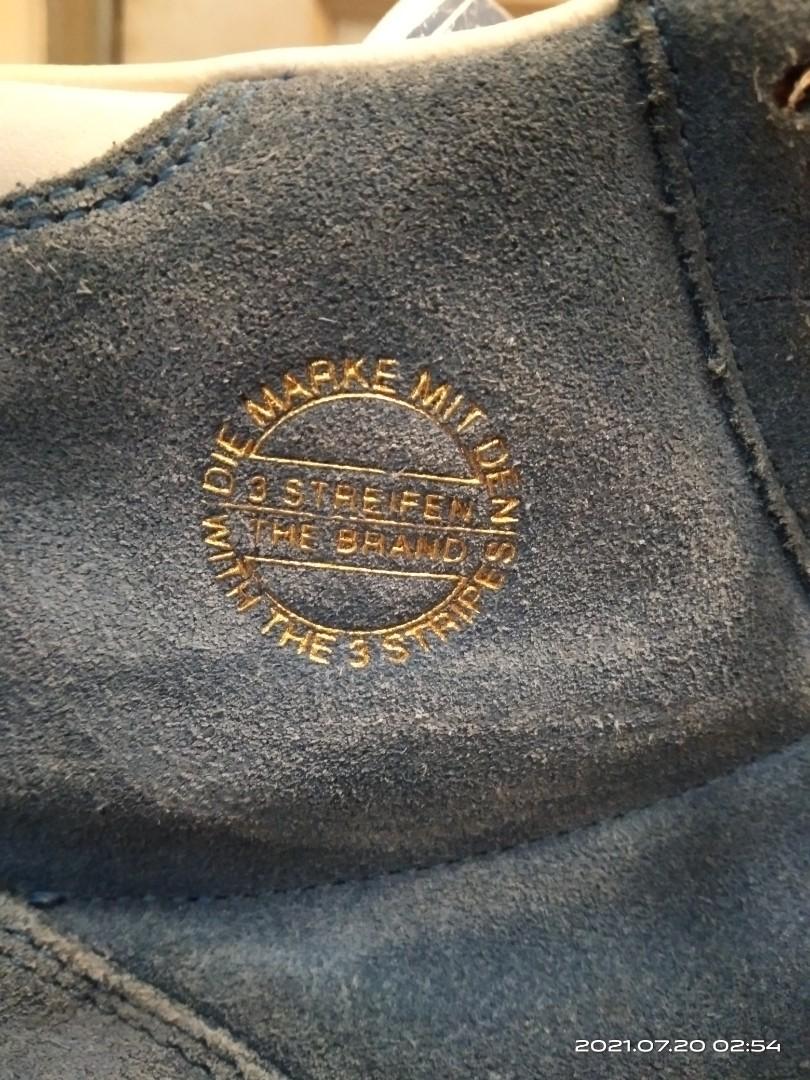 DIE MARKE MIT DEN
3 STREIFEN
THE BRAND
WITH THE 3 STRIPES
2021.07.20 02:54